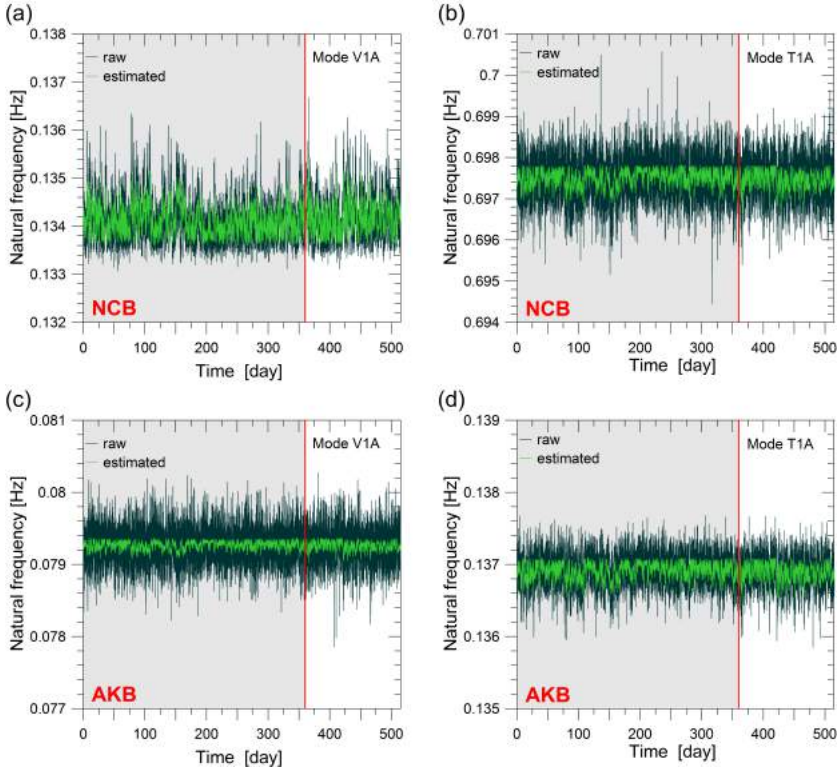 (a)
Natural frequency [Hz]
0.138
0.137
0.136
0.135
0.134
0.133
0.132
raw
estimated
Mode V1A
NCB
0 100 200 300 400 500
Time [day]
(b)
Natural frequency [Hz]
0.701
0.7
0.699
0.698
0.697
0.696
0.695
0.694
raw
estimated
Mode T1A
NCB
0 100 200 300 400 500
Time [day]
(c)
Natural frequency [Hz]
0.081
0.08
0.079
0.078
0.077
raw
estimated
Mode V1A
AKB
0 100 200 300 400 500
Time [day]
(d)
Natural frequency [Hz]
0.139
0.138
0.137
0.136
0.135
raw
estimated
Mode T1A
AKB
0 100 200 300 400 500
Time [day]